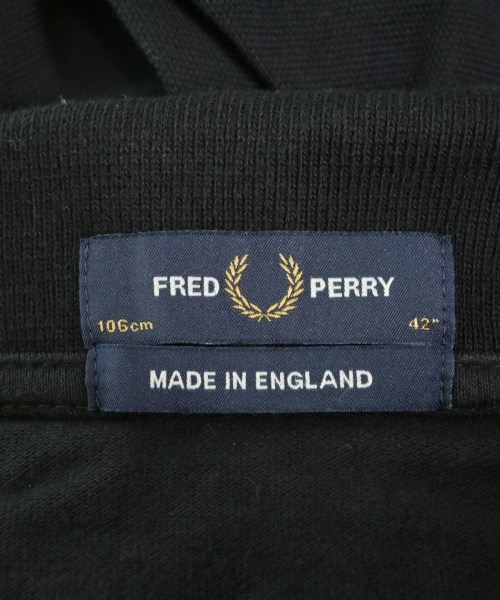 FRED PERRY
106cm 42"
MADE IN ENGLAND